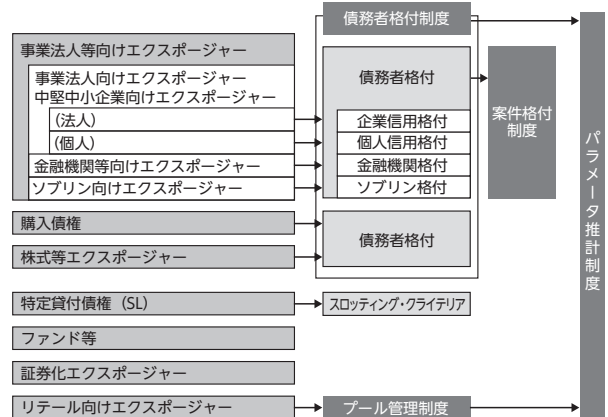 債務者格付制度
事業法人等向けエクスポージャー
事業法人向けエクスポージャー
中堅中小企業向けエクスポージャー
(法人)
(個人)
金融機関等向けエクスポージャー
ソブリン向けエクスポージャー
債務者格付
企業信用格付
個人信用格付
金融機関格付
ソブリン格付
案件格付
制度
パラメータ推計制度
購入債権
株式等エクスポージャー
債務者格付
特定貸付債権（SL）
スロッティング・クライテリア
ファンド等
証券化エクスポージャー
リテール向けエクスポージャー
プール管理制度